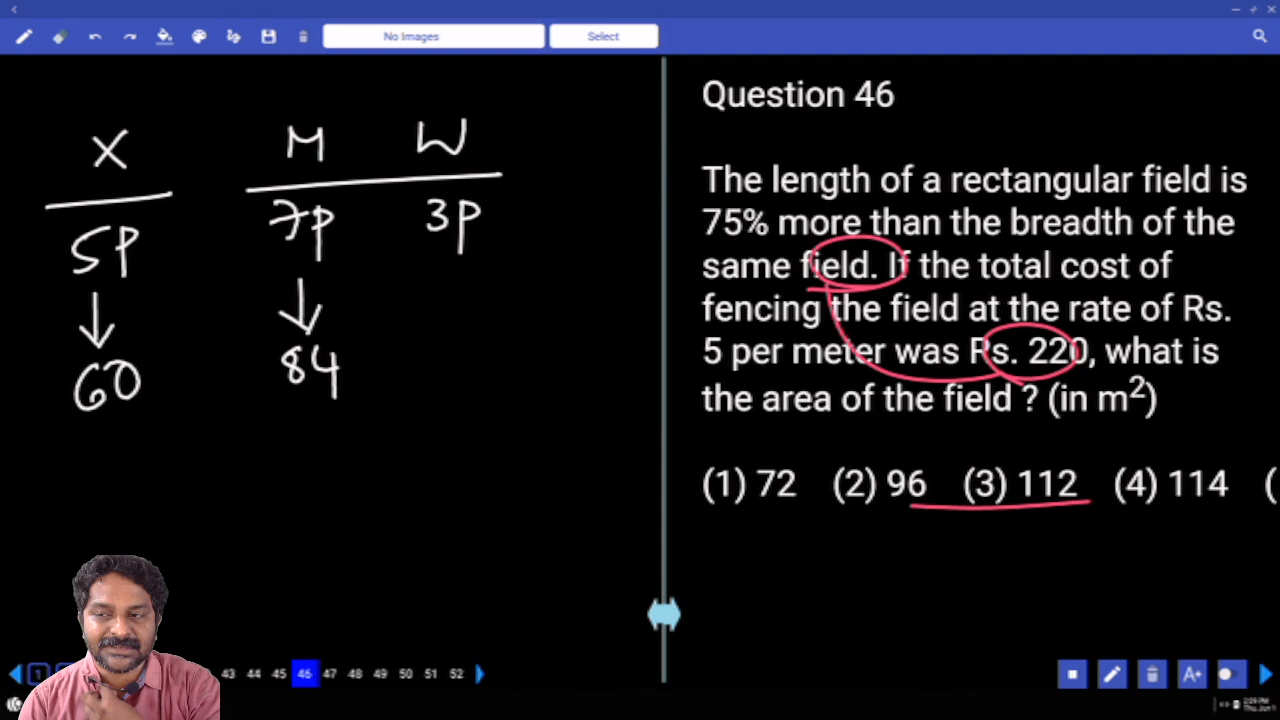 No Images
Select
X M W
5p 7p 3p
60 84
Question 46
The length of a rectangular field is
75% more than the breadth of the
same field. If the total cost of
fencing the field at the rate of Rs.
5 per meter was Rs. 220, what is
the area of the field ? (in m²)
(1) 72 (2) 96 (3) 112 (4) 114 (
1 43 44 45 46 47 48 49 50 51 52
A+